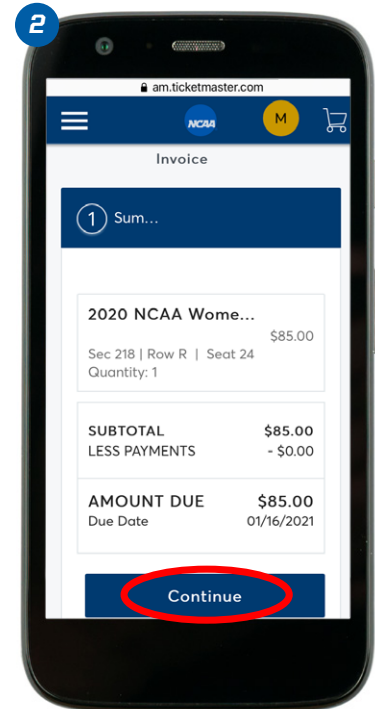 2
am.ticketmaster.com
NCAA
M
Invoice
1 Sum...
2020 NCAA Wome...
$85.00
Sec 218 | Row R | Seat 24
Quantity: 1
SUBTOTAL $85.00
LESS PAYMENTS - $0.00
AMOUNT DUE $85.00
Due Date 01/16/2021
Continue